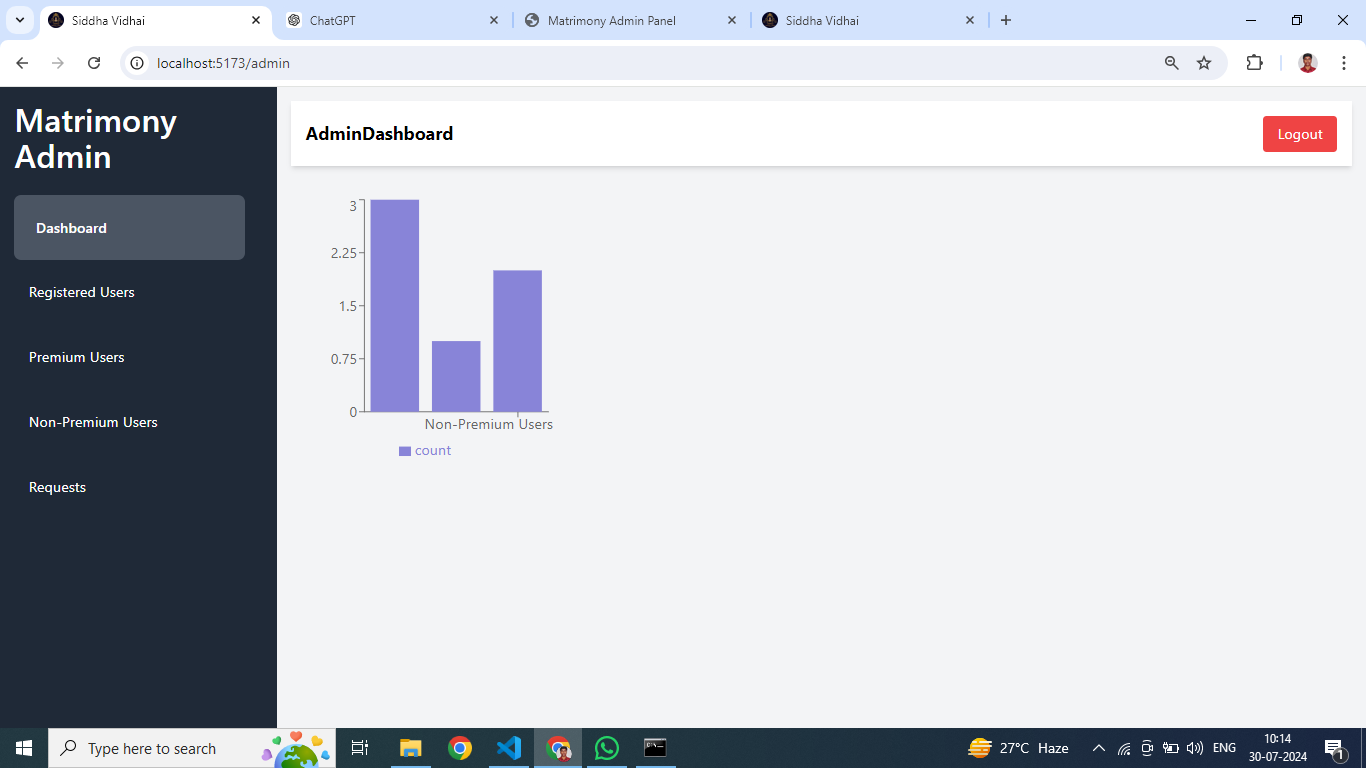 Siddha Vidhai
ChatGPT
Matrimony Admin Panel
Siddha Vidhai
localhost:5173/admin
Matrimony
Admin
Dashboard
Registered Users
Premium Users
Non-Premium Users
Requests
AdminDashboard
Logout
3
2.25
1.5
0.75
0
Non-Premium Users
count
Type here to search
27°C Haze
ENG
10:14
30-07-2024
1